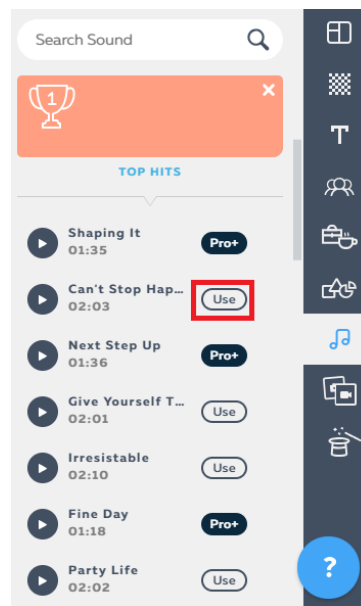 Search Sound
1
TOP HITS
Shaping It
01:35
Pro+
Can't Stop Hap...
02:03
Use
Next Step Up
01:36
Pro+
Give Yourself T...
02:01
Use
Irresistable
02:10
Use
Fine Day
01:18
Pro+
Party Life
02:02
Use
T
?